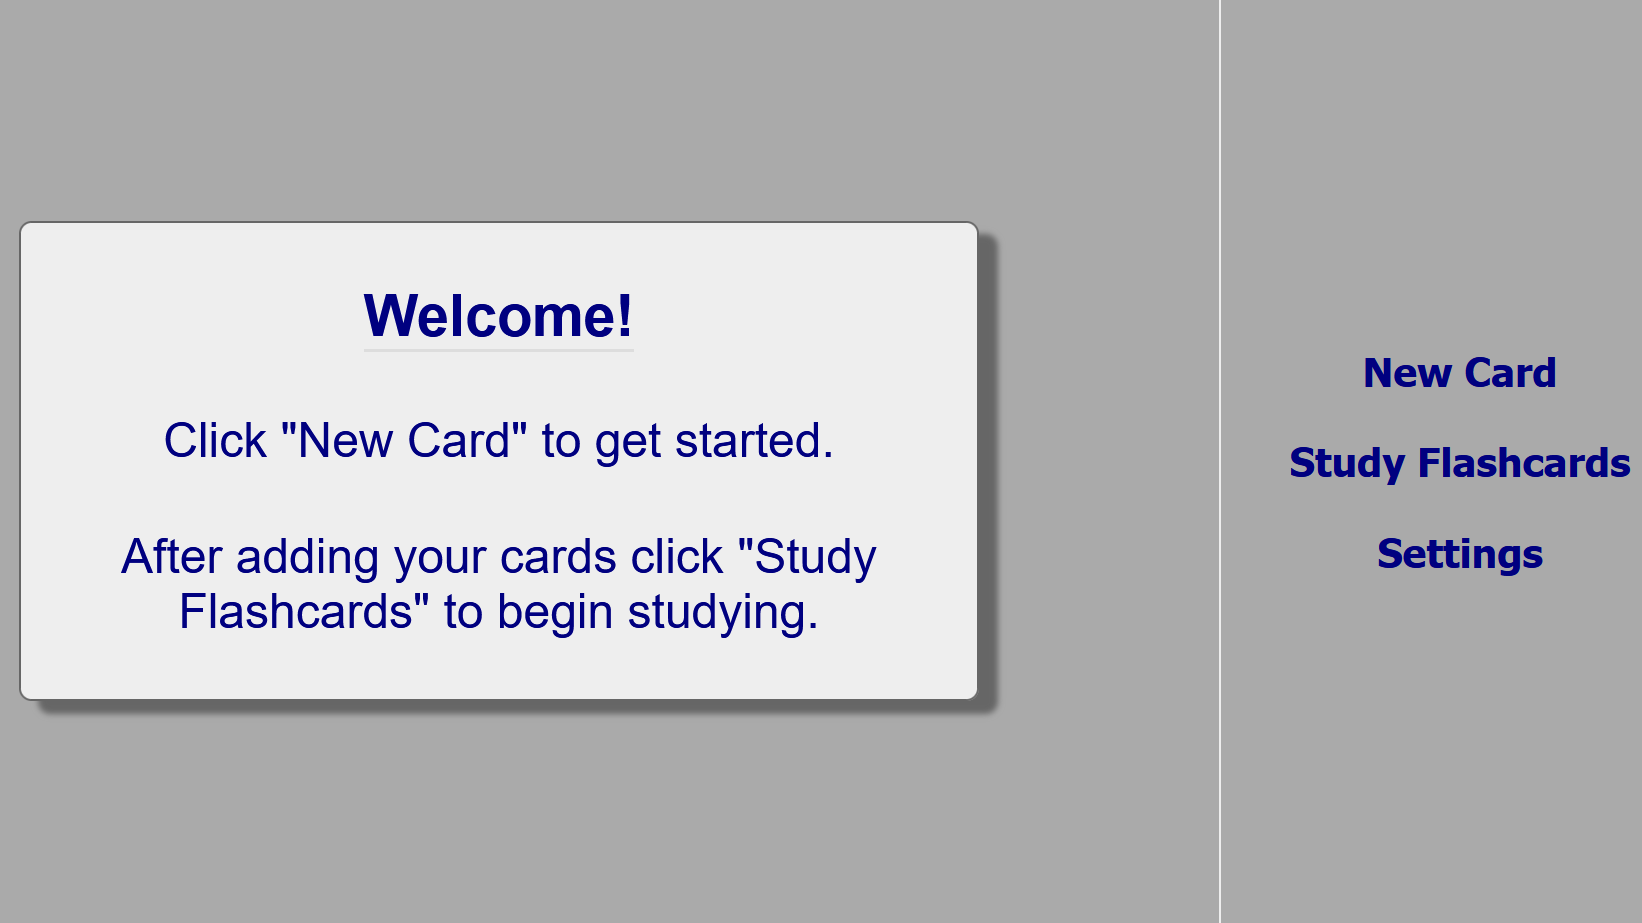 Welcome!
Click "New Card" to get started.
After adding your cards click "Study
Flashcards" to begin studying.
New Card
Study Flashcards
Settings